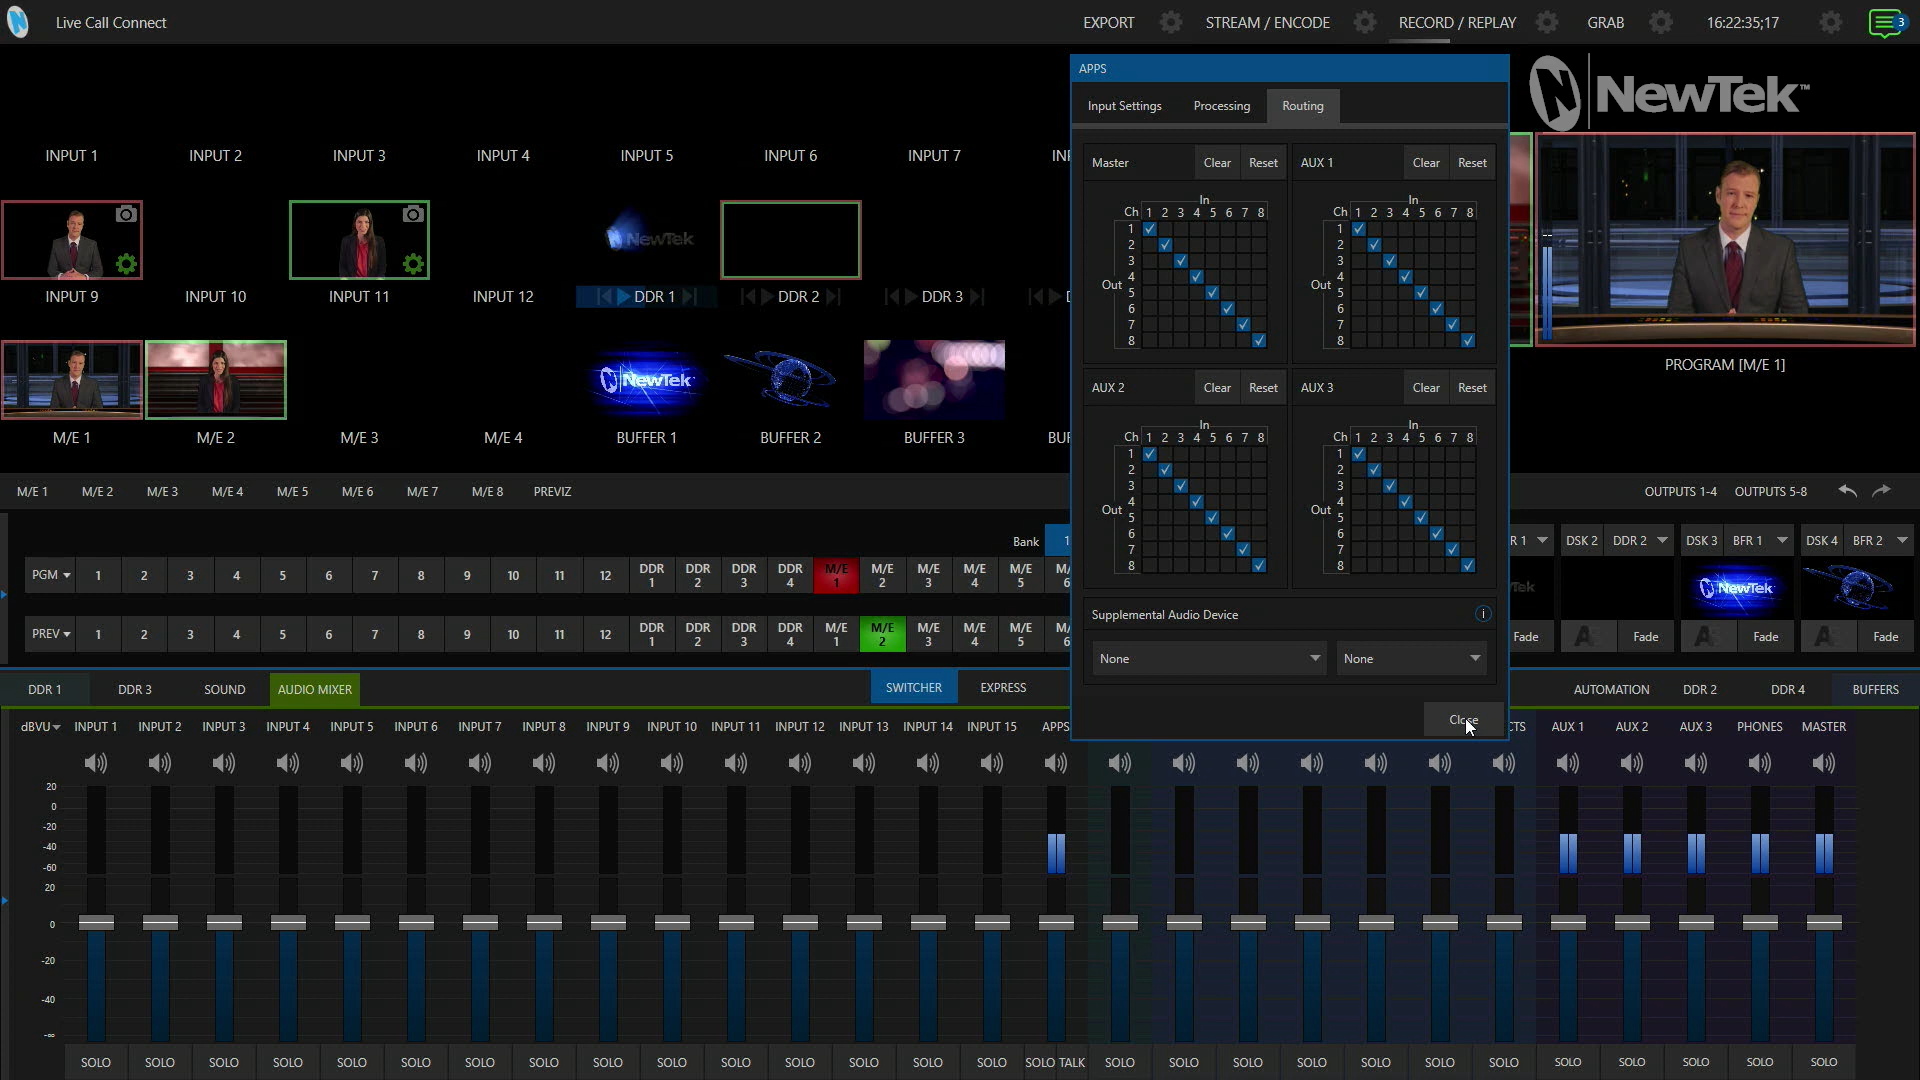 Live Call Connect
EXPORT STREAM / ENCODE RECORD / REPLAY GRAB 16:22:35;17 3
APPS
Input Settings Processing Routing
NewTek™
INPUT 1 INPUT 2 INPUT 3 INPUT 4 INPUT 5 INPUT 6 INPUT 7
Master Clear Reset AUX 1 Clear Reset
In In
Ch 1 2 3 4 5 6 7 8 Ch 1 2 3 4 5 6 7 8
1 1
2 2
3 3
4 4
Out Out
5 5
6 6
7 7
8 8
NewTek
INPUT 9 INPUT 10 INPUT 11 INPUT 12 DDR 1 DDR 2 DDR 3
PROGRAM [M/E 1]
AUX 2 Clear Reset AUX 3 Clear Reset
NewTek
M/E 1 M/E 2 M/E 3 M/E 4 BUFFER 1 BUFFER 2 BUFFER 3
In In
Ch 1 2 3 4 5 6 7 8 Ch 1 2 3 4 5 6 7 8
1 1
2 2
3 3
4 4
Out Out
5 5
6 6
7 7
8 8
M/E 1 M/E 2 M/E 3 M/E 4 M/E 5 M/E 6 M/E 7 M/E 8 PREVIZ OUTPUTS 1-4 OUTPUTS 5-8
Bank 1
R 1 DSK 2 DDR 2 DSK 3 BFR 1 DSK 4 BFR 2
PGM 1 2 3 4 5 6 7 8 9 10 11 12 DDR 1 DDR 2 DDR 3 DDR 4 M/E 1 M/E 2 M/E 3 M/E 4 M/E 5 M/ 6
tek NewTek
Supplemental Audio Device
PREV 1 2 3 4 5 6 7 8 9 10 11 12 DDR 1 DDR 2 DDR 3 DDR 4 M/E 1 M/E 2 M/E 3 M/E 4 M/E 5 M/ 6
Fade Fade Fade Fade
None None
DDR 1 DDR 3 SOUND AUDIO MIXER SWITCHER EXPRESS AUTOMATION DDR 2 DDR 4 BUFFERS
Close
dBVU INPUT 1 INPUT 2 INPUT 3 INPUT 4 INPUT 5 INPUT 6 INPUT 7 INPUT 8 INPUT 9 INPUT 10 INPUT 11 INPUT 12 INPUT 13 INPUT 14 INPUT 15 APPS CTS AUX 1 AUX 2 AUX 3 PHONES MASTER
20
0
-20
-40
-60
20
0
-20
-40
-∞
SOLO SOLO SOLO SOLO SOLO SOLO SOLO SOLO SOLO SOLO SOLO SOLO SOLO SOLO SOLO SOLO TALK SOLO SOLO SOLO SOLO SOLO SOLO SOLO SOLO SOLO SOLO SOLO SOLO